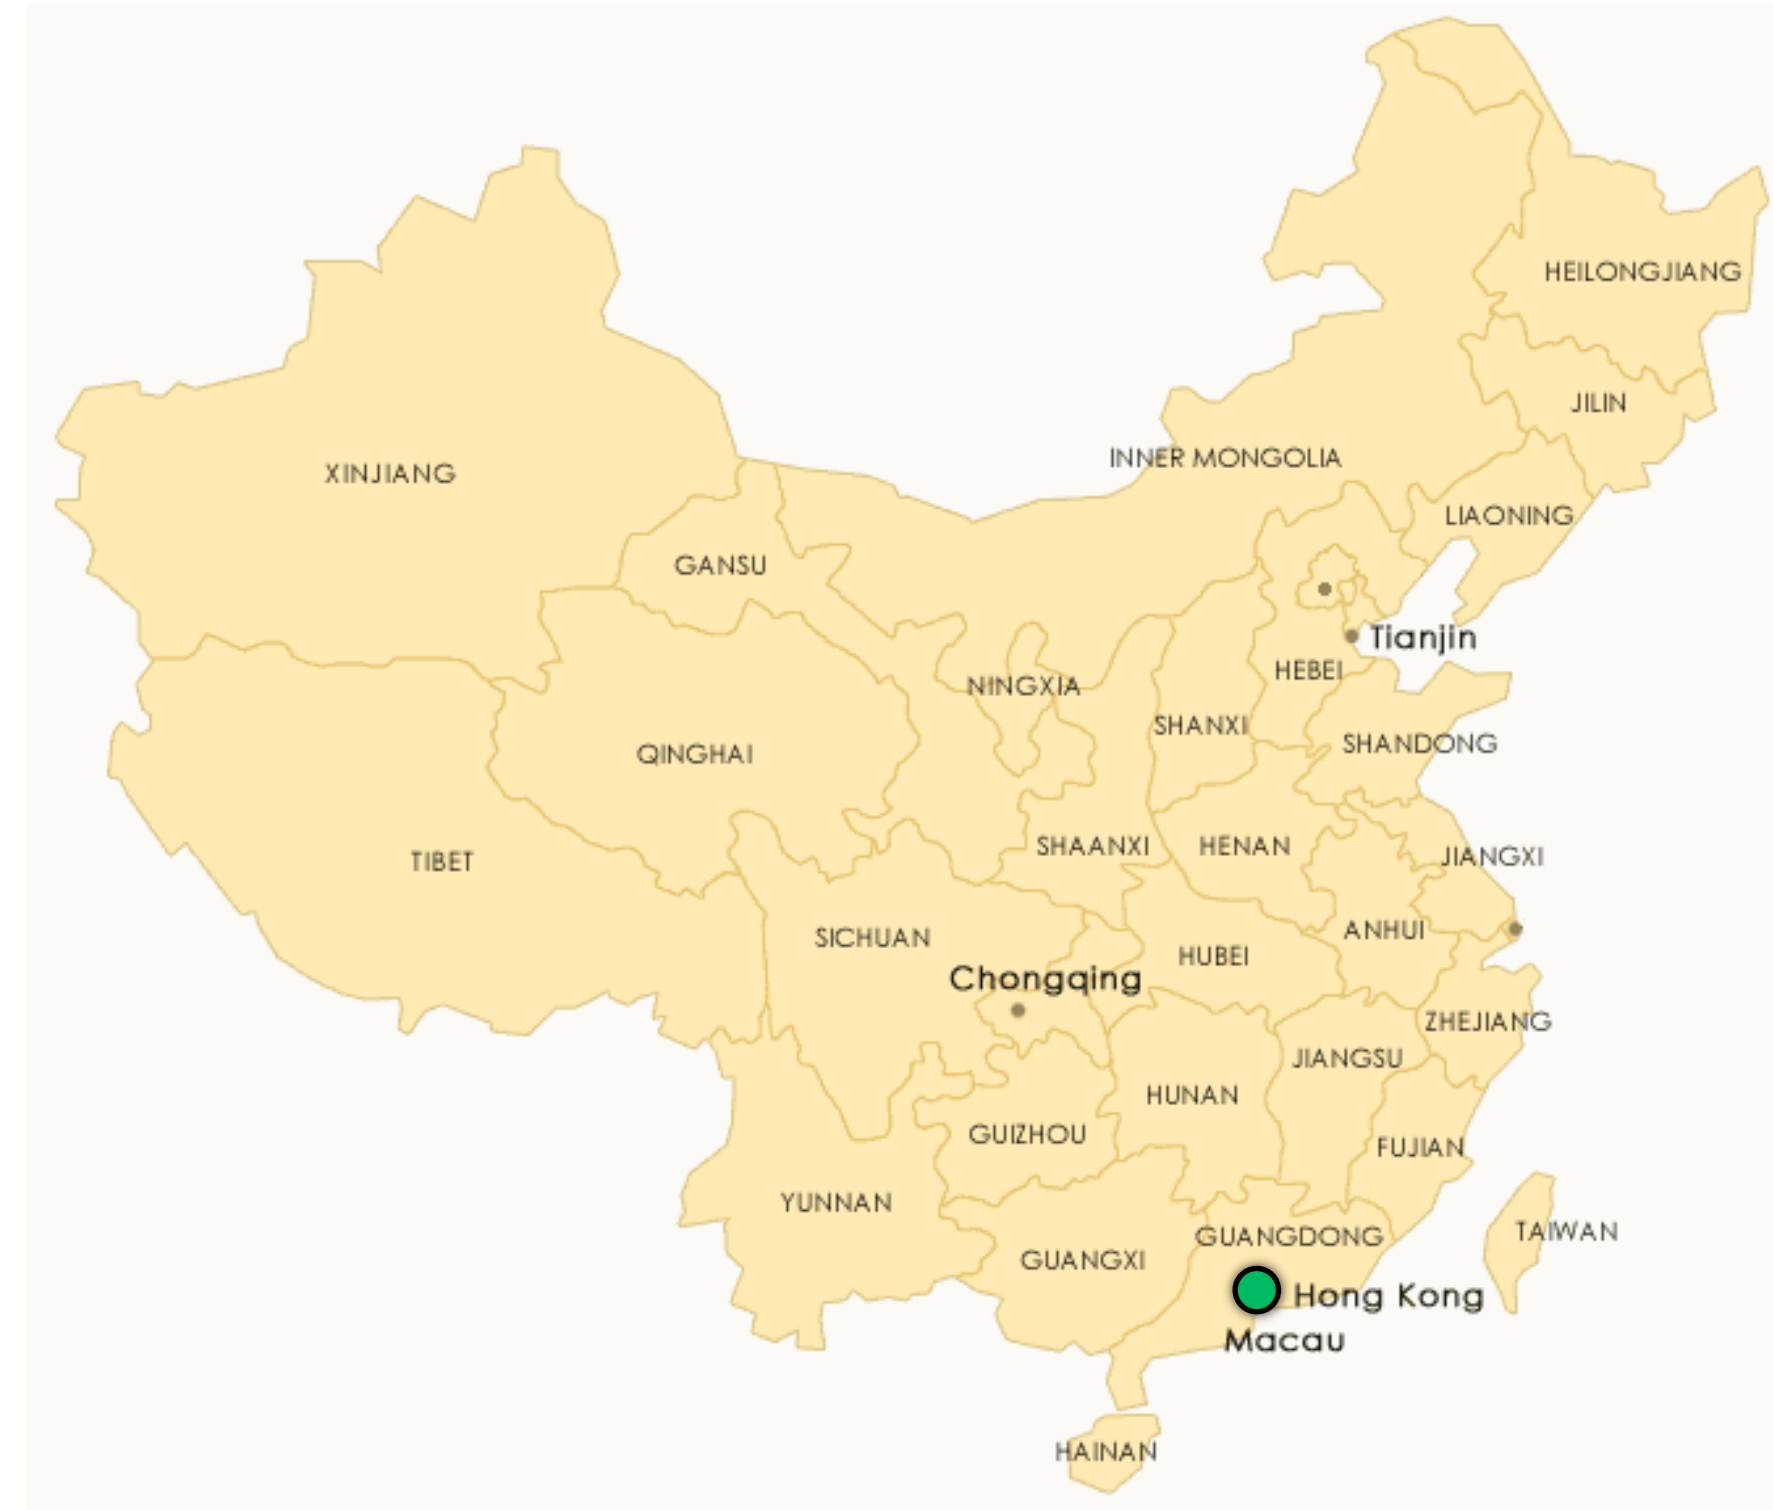 HEILONGJIANG
JILIN
INNER MONGOLIA
XINJIANG
LIAONING
GANSU
Tianjin
HEBEI
NINGXIA
SHANXI
SHANDONG
QINGHAI
SHAANXI
HENAN
JIANGXI
TIBET
SICHUAN
ANHUI
HUBEI
Chongqing
ZHEJIANG
JIANGSU
HUNAN
GUIZHOU
FUJIAN
YUNNAN
TAIWAN
GUANGDONG
GUANGXI
Hong Kong
Macau
HAINAN